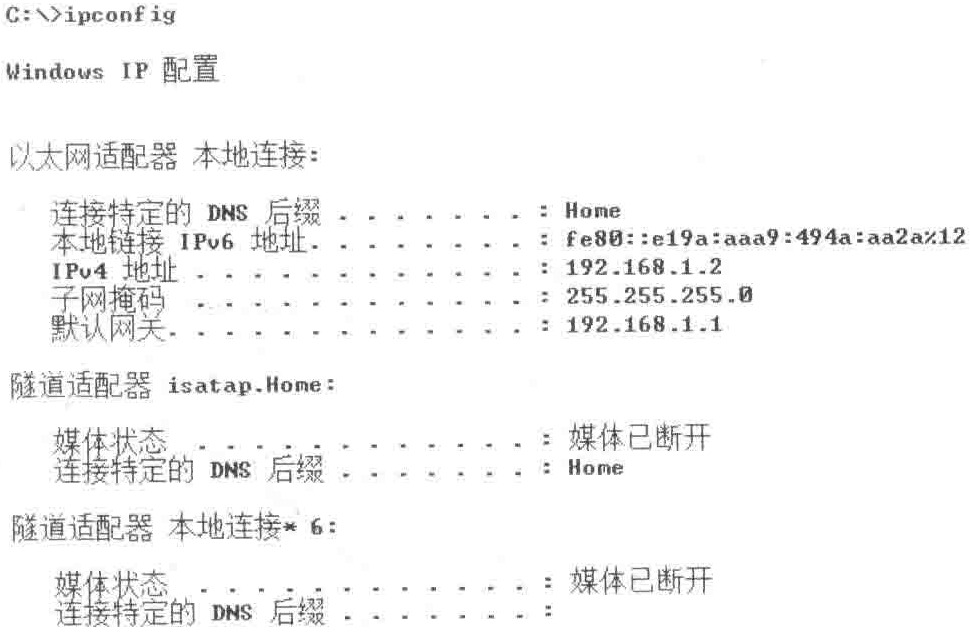 C:\>ipconfig
Windows IP 配置
以太网适配器 本地连接:
连接特定的 DNS 后缀 . . . . . . . : Home
本地链接 IPv6 地址. . . . . . . . : fe80::e19a:aaa9:494a:aa2a%12
IPv4 地址 . . . . . . . . . . . . : 192.168.1.2
子网掩码 . . . . . . . . . . . . : 255.255.255.0
默认网关. . . . . . . . . . . . . : 192.168.1.1
隧道适配器 isatap.Home:
媒体状态 . . . . . . . . . . . . : 媒体已断开
连接特定的 DNS 后缀 . . . . . . . : Home
隧道适配器 本地连接* 6:
媒体状态 . . . . . . . . . . . . : 媒体已断开
连接特定的 DNS 后缀 . . . . . . . :